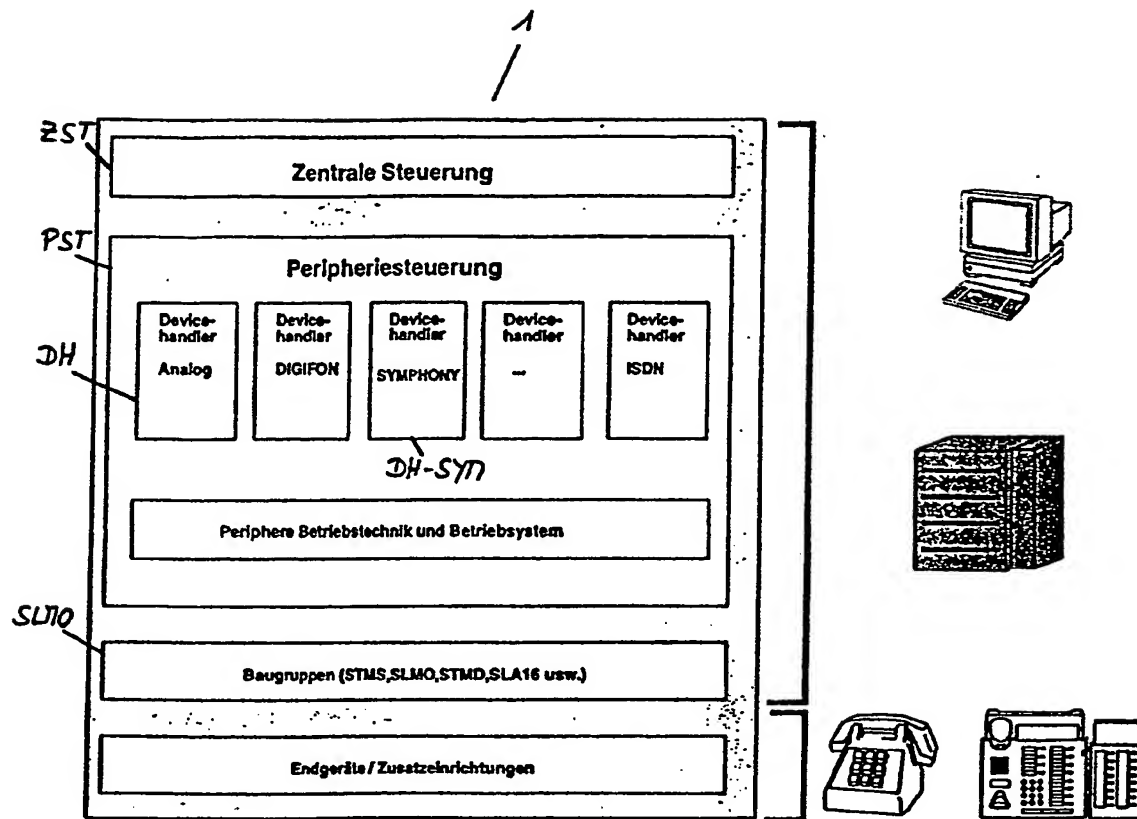 1
ZST
Zentrale Steuerung
PST
Peripheriesteuerung
Device-
handler
Analog
Device-
handler
DIGIFON
Device-
handler
SYMPHONY
Device-
handler
...
Device-
handler
ISDN
DH
DH-SYM
Periphere Betriebstechnik und Betriebsystem
SLMO
Baugruppen (STMS,SLMO,STMD,SLA16 usw.)
Endgeräte / Zusatzeinrichtungen